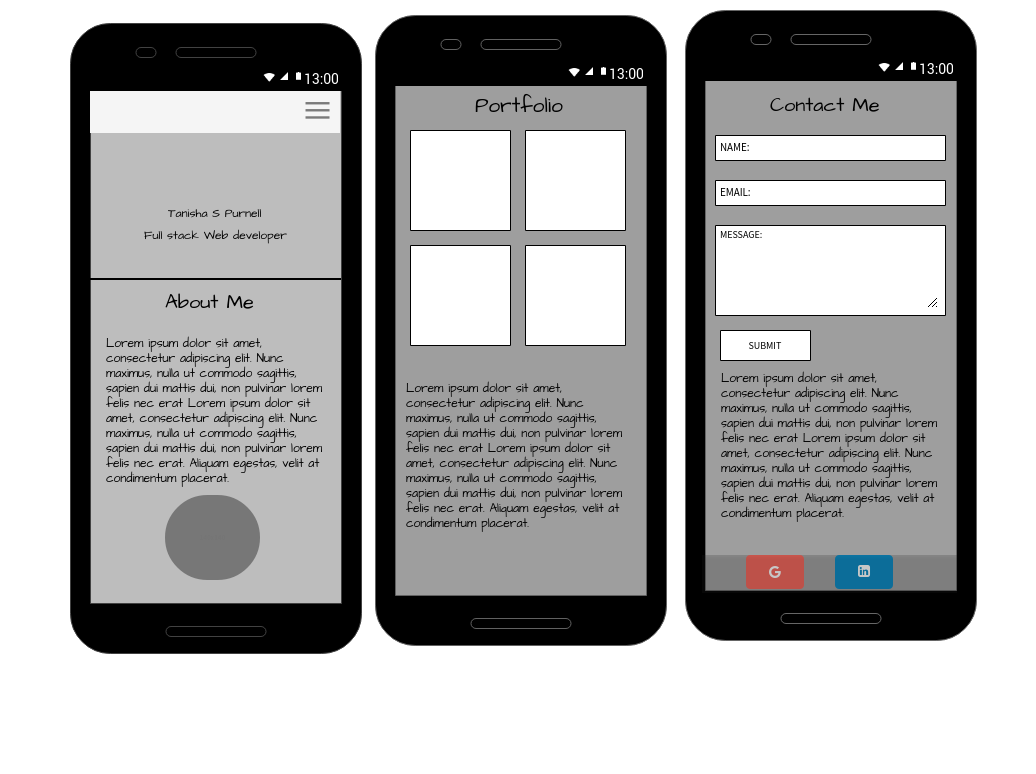 13:00
Tanisha S Purnell
Full stack Web developer
About Me
Lorem ipsum dolor sit amet,
consectetur adipiscing elit. Nunc
maximus, nulla ut commodo sagittis,
sapien dui mattis dui, non pulvinar lorem
felis nec erat Lorem ipsum dolor sit
amet, consectetur adipiscing elit. Nunc
maximus, nulla ut commodo sagittis,
sapien dui mattis dui, non pulvinar lorem
felis nec erat. Aliquam egestas, velit at
condimentum placerat.
13:00
Portfolio
Lorem ipsum dolor sit amet,
consectetur adipiscing elit. Nunc
maximus, nulla ut commodo sagittis,
sapien dui mattis dui, non pulvinar lorem
felis nec erat Lorem ipsum dolor sit
amet, consectetur adipiscing elit. Nunc
maximus, nulla ut commodo sagittis,
sapien dui mattis dui, non pulvinar lorem
felis nec erat. Aliquam egestas, velit at
condimentum placerat.
13:00
Contact Me
NAME:
EMAIL:
MESSAGE:
SUBMIT
Lorem ipsum dolor sit amet,
consectetur adipiscing elit. Nunc
maximus, nulla ut commodo sagittis,
sapien dui mattis dui, non pulvinar lorem
felis nec erat Lorem ipsum dolor sit
amet, consectetur adipiscing elit. Nunc
maximus, nulla ut commodo sagittis,
sapien dui mattis dui, non pulvinar lorem
felis nec erat. Aliquam egestas, velit at
condimentum placerat.
G
in